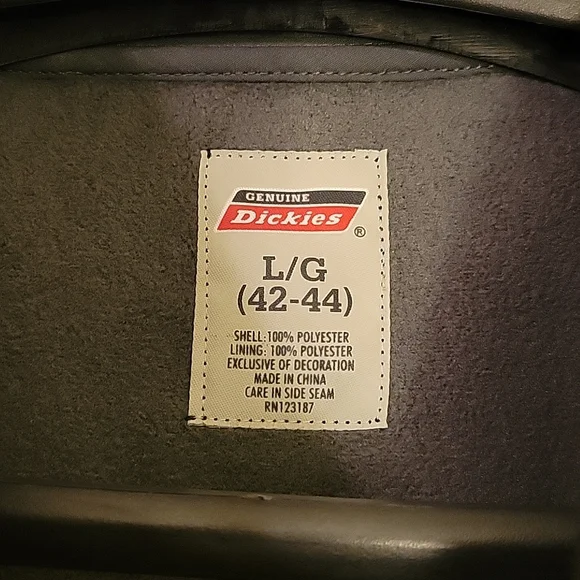 GENUINE
Dickies®
L/G
(42-44)
SHELL:100% POLYESTER
LINING: 100% POLYESTER
EXCLUSIVE OF DECORATION
MADE IN CHINA
CARE IN SIDE SEAM
RN123187